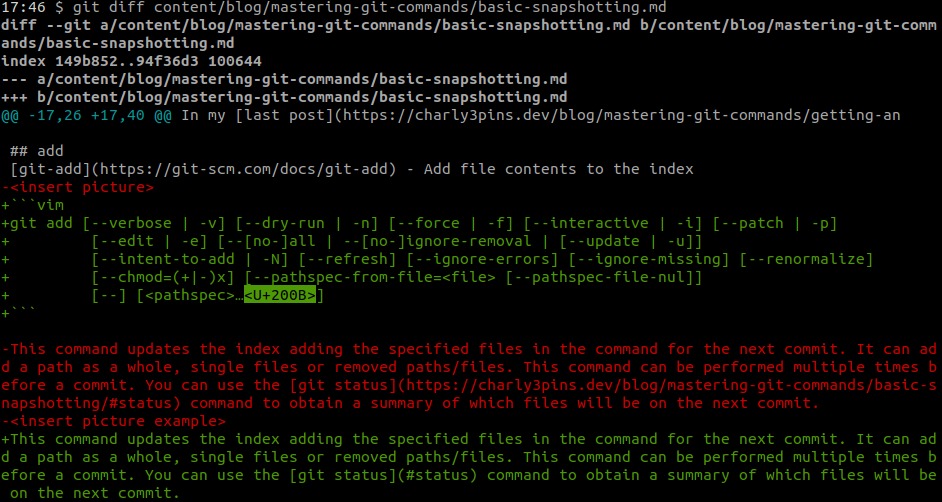 17:46 $ git diff content/blog/mastering-git-commands/basic-snapshotting.md
diff --git a/content/blog/mastering-git-commands/basic-snapshotting.md b/content/blog/mastering-git-comm
ands/basic-snapshotting.md
index 149b852..94f36d3 100644
--- a/content/blog/mastering-git-commands/basic-snapshotting.md
+++ b/content/blog/mastering-git-commands/basic-snapshotting.md
@@ -17,26 +17,40 @@ In my [last post](https://charly3pins.dev/blog/mastering-git-commands/getting-an

 ## add
 [git-add](https://git-scm.com/docs/git-add) - Add file contents to the index
-<insert picture>
+```vim
+git add [--verbose | -v] [--dry-run | -n] [--force | -f] [--interactive | -i] [--patch | -p]
+        [--edit | -e] [--[no-]all | --[no-]ignore-removal | [--update | -u]]
+        [--intent-to-add | -N] [--refresh] [--ignore-errors] [--ignore-missing] [--renormalize]
+        [--chmod=(+|-)x] [--pathspec-from-file=<file> [--pathspec-file-nul]]
+        [--] [<pathspec>…<U+200B>]
+```

-This command updates the index adding the specified files in the command for the next commit. It can ad
d a path as a whole, single files or removed paths/files. This command can be performed multiple times b
efore a commit. You can use the [git status](https://charly3pins.dev/blog/mastering-git-commands/basic-s
napshotting/#status) command to obtain a summary of which files will be on the next commit.
-<insert picture example>
+This command updates the index adding the specified files in the command for the next commit. It can ad
d a path as a whole, single files or removed paths/files. This command can be performed multiple times b
efore a commit. You can use the [git status](#status) command to obtain a summary of which files will be
 on the next commit.